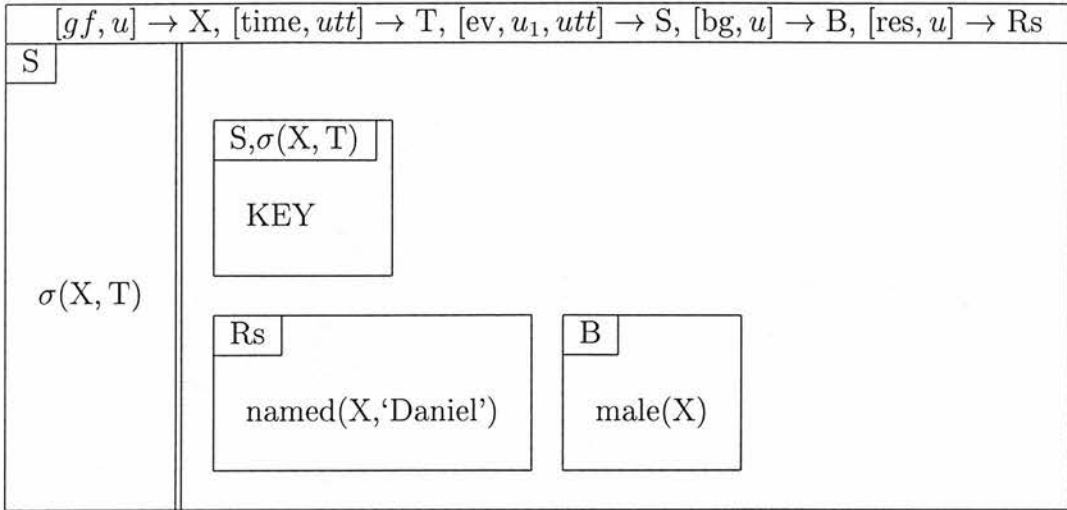 [gf, u] → X, [time, utt] → T, [ev, u₁, utt] → S, [bg, u] → B, [res, u] → Rs
S
S,σ(X, T)
KEY
σ(X, T)
Rs
B
named(X,‘Daniel’)
male(X)